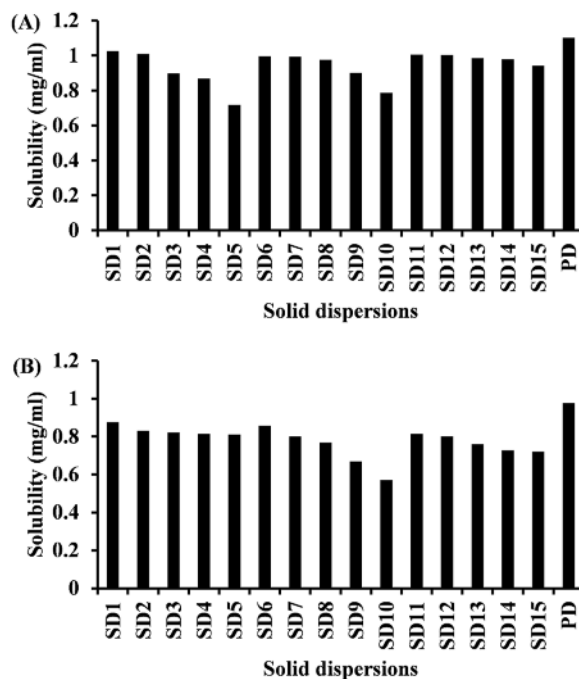 (A)
Solubility (mg/ml)
1.2
1
0.8
0.6
0.4
0.2
0
SD1
SD2
SD3
SD4
SD5
SD6
SD7
SD8
SD9
SD10
SD11
SD12
SD13
SD14
SD15
PD
Solid dispersions
(B)
Solubility (mg/ml)
1.2
1
0.8
0.6
0.4
0.2
0
SD1
SD2
SD3
SD4
SD5
SD6
SD7
SD8
SD9
SD10
SD11
SD12
SD13
SD14
SD15
PD
Solid dispersions